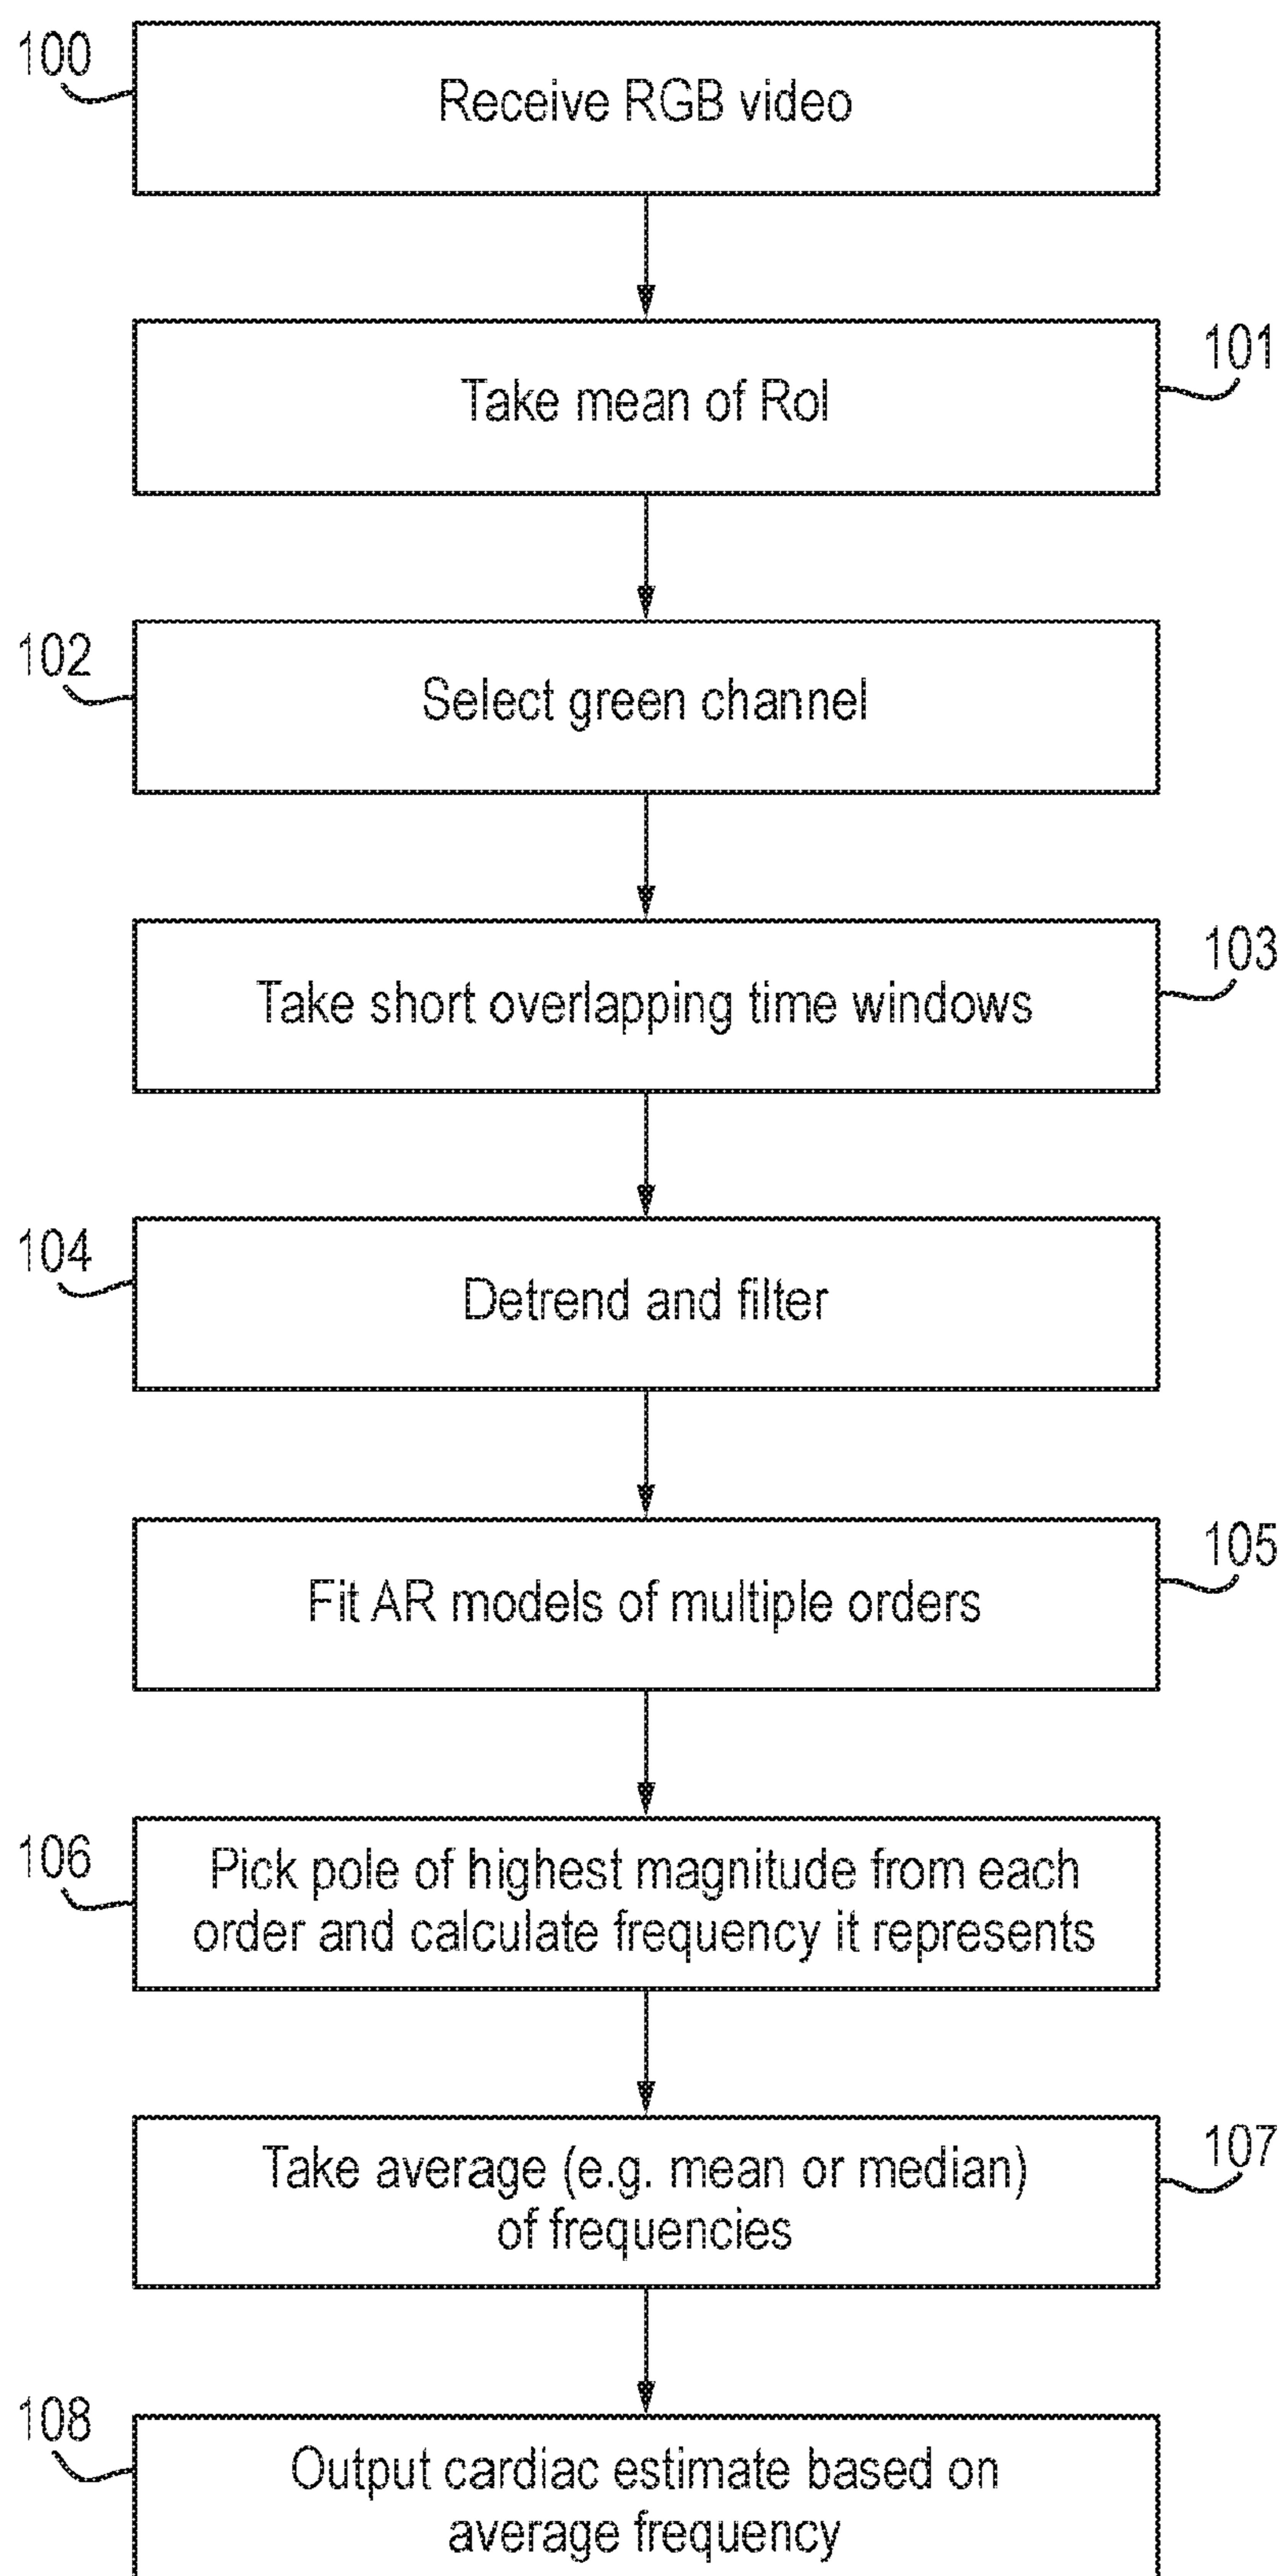 100
Receive RGB video
101
Take mean of RoI
102
Select green channel
103
Take short overlapping time windows
104
Detrend and filter
105
Fit AR models of multiple orders
106
Pick pole of highest magnitude from each
order and calculate frequency it represents
107
Take average (e.g. mean or median)
of frequencies
108
Output cardiac estimate based on
average frequency